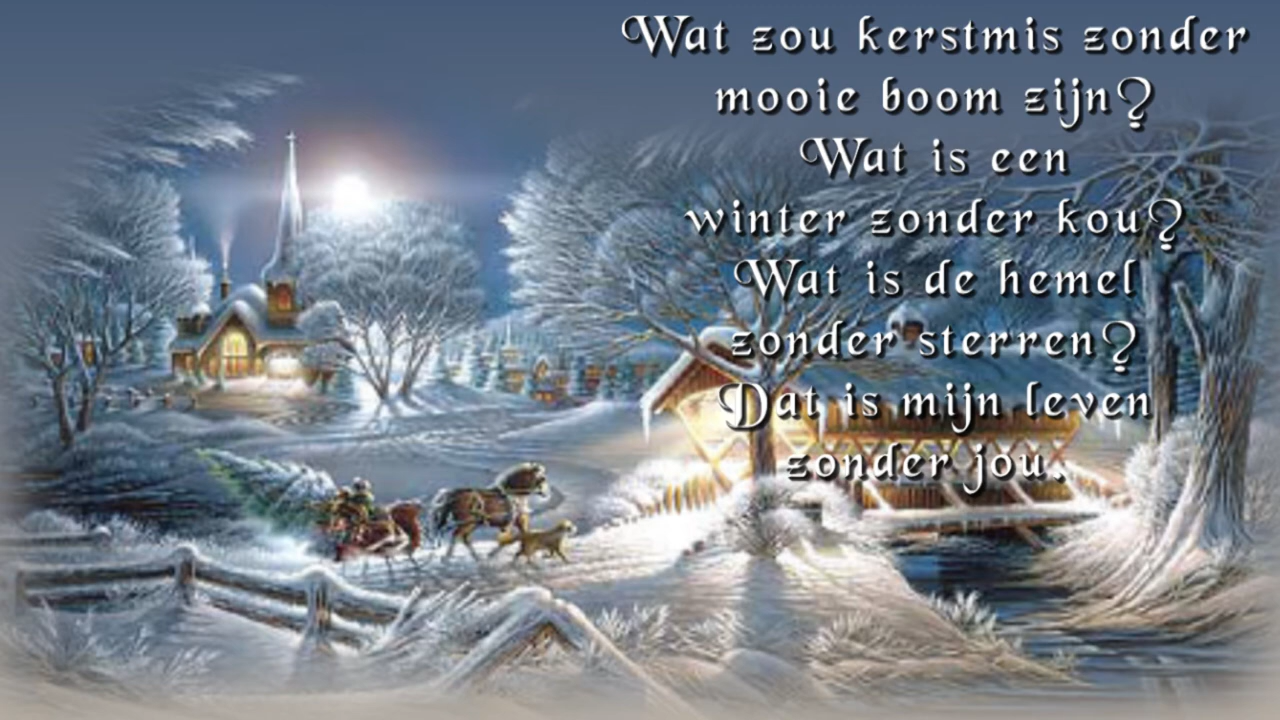 Wat zou kerstmis zonder
mooie boom zijn?
Wat is een
winter zonder kou?
Wat is de hemel
zonder sterren?
Dat is mijn leven
zonder jou.